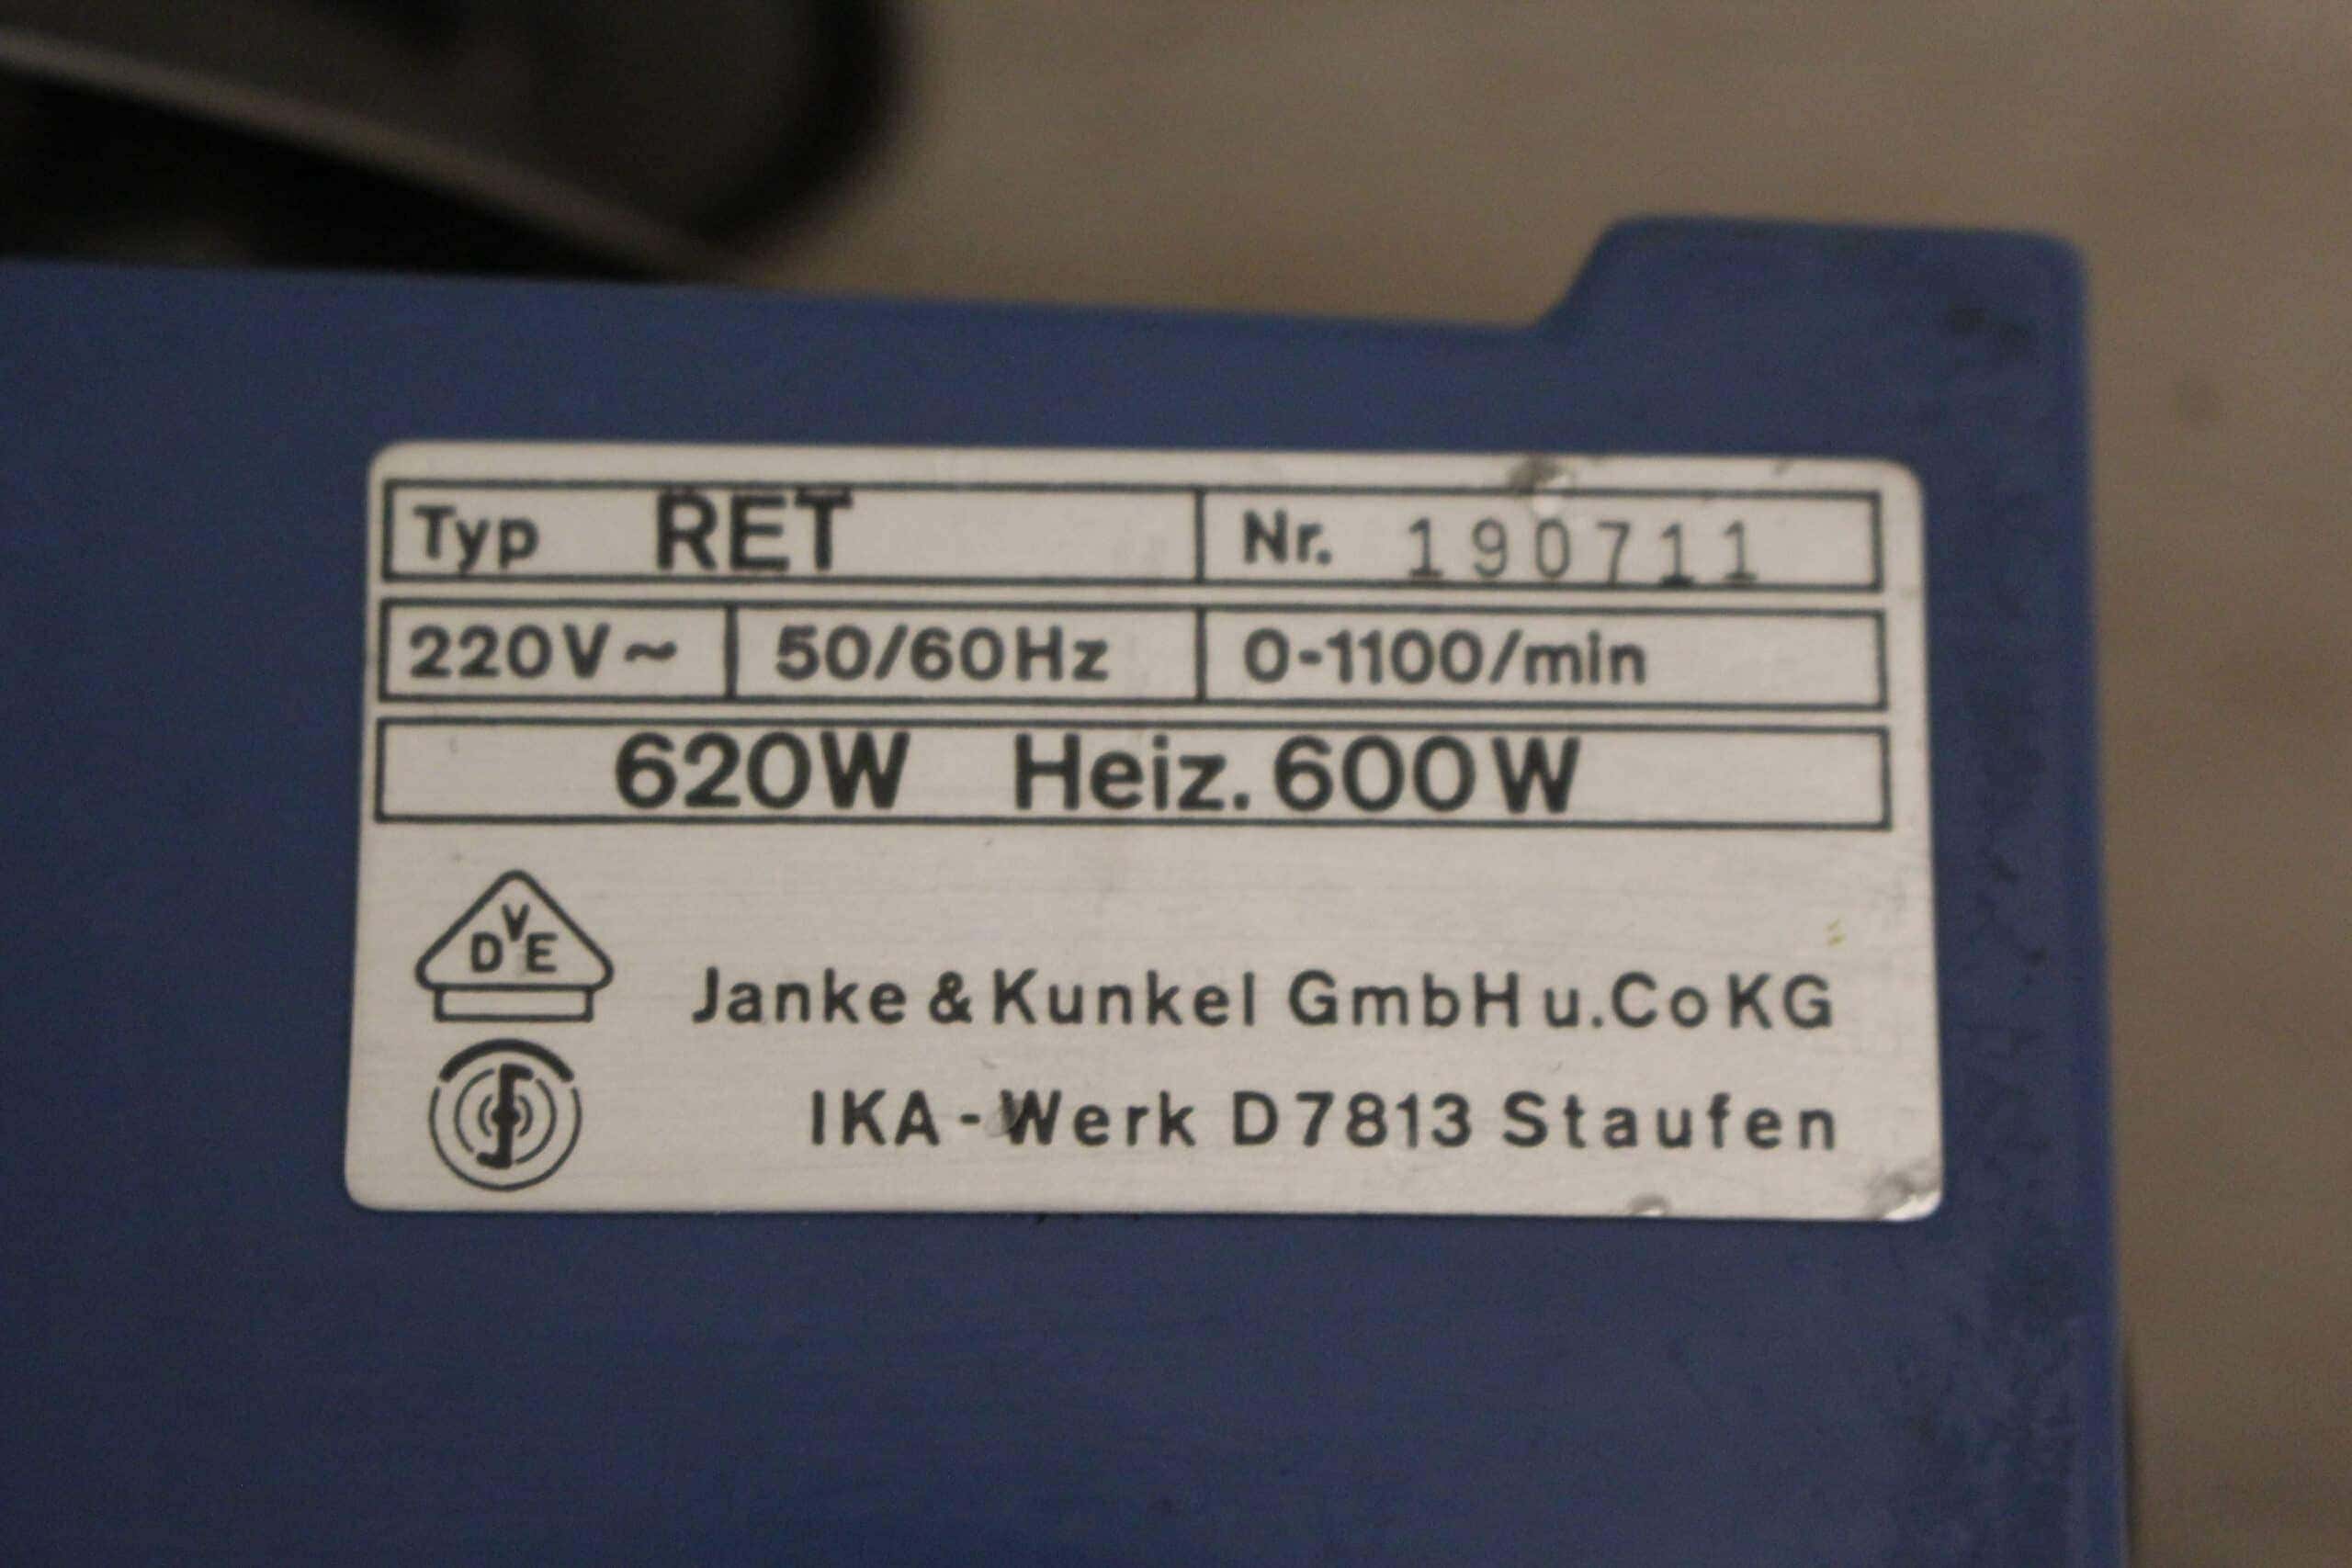 Typ RET Nr. 190711
220V~ 50/60Hz 0-1100/min
620W Heiz. 600W
VDE
Janke & Kunkel GmbH u. Co KG
IKA-Werk D7813 Staufen